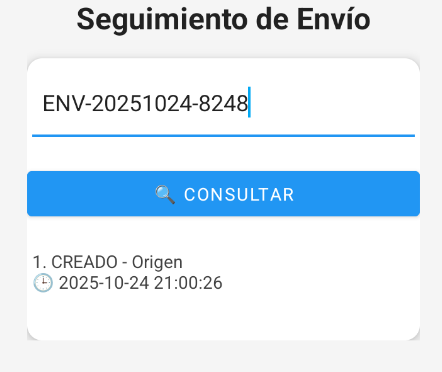 Seguimiento de Envío
ENV-20251024-8248
🔍 CONSULTAR
1. CREADO - Origen
🕒 2025-10-24 21:00:26